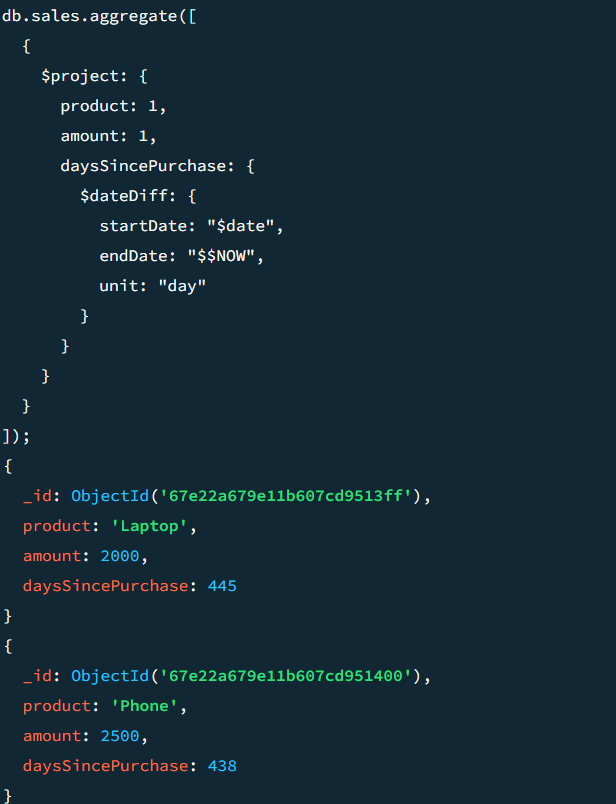 db.sales.aggregate([
  {
    $project: {
      product: 1,
      amount: 1,
      daysSincePurchase: {
        $dateDiff: {
          startDate: "$date",
          endDate: "$$NOW",
          unit: "day"
        }
      }
    }
  }
]);
{
  _id: ObjectId('67e22a679e11b607cd9513ff'),
  product: 'Laptop',
  amount: 2000,
  daysSincePurchase: 445
}
{
  _id: ObjectId('67e22a679e11b607cd951400'),
  product: 'Phone',
  amount: 2500,
  daysSincePurchase: 438
}